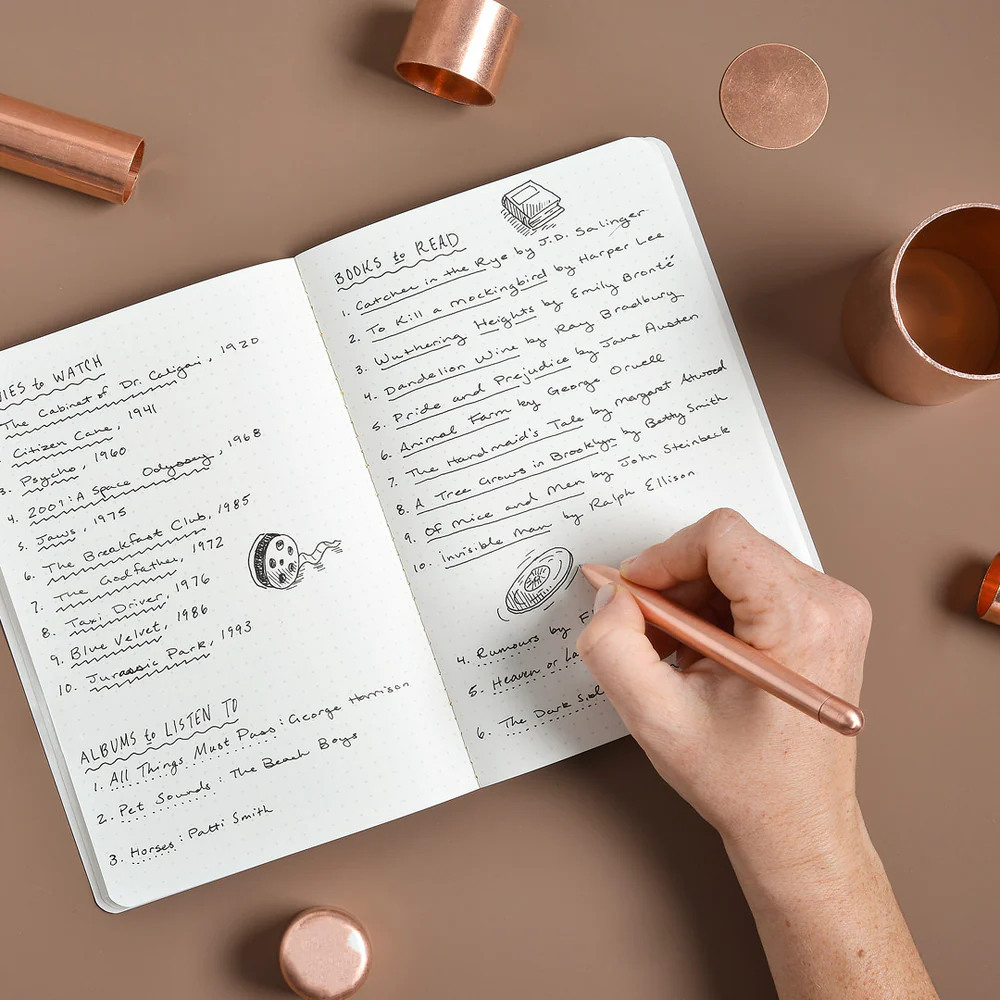 IES to WATCH
The Cabinet of Dr. Caligari, 1920
Citizen Cane, 1941
3. Psycho, 1960
4. 2001: A Space Odyssey, 1968
5. Jaws, 1975
6. The Breakfast Club, 1985
7. The Godfather, 1972
8. Taxi Driver, 1976
9. Blue Velvet, 1986
10. Jurassic Park, 1993
ALBUMS to LISTEN TO
1. All Things Must Pass: George Harrison
2. Pet Sounds: The Beach Boys
3. Horses: Patti Smith
BOOKS to READ
1. Catcher in the Rye by J.D. Salinger
2. To Kill a Mockingbird by Harper Lee
3. Wuthering Heights by Emily Brontë
4. Dandelion Wine by Ray Bradbury
5. Pride and Prejudice by Jane Austen
6. Animal Farm by George Orwell
7. The Handmaid's Tale by Margaret Atwood
8. A Tree Grows in Brooklyn by Betty Smith
9. Of Mice and Men by John Steinbeck
10. Invisible Man by Ralph Ellison
4. Rumours by F
5. Heaven or La
6. The Dark Sid